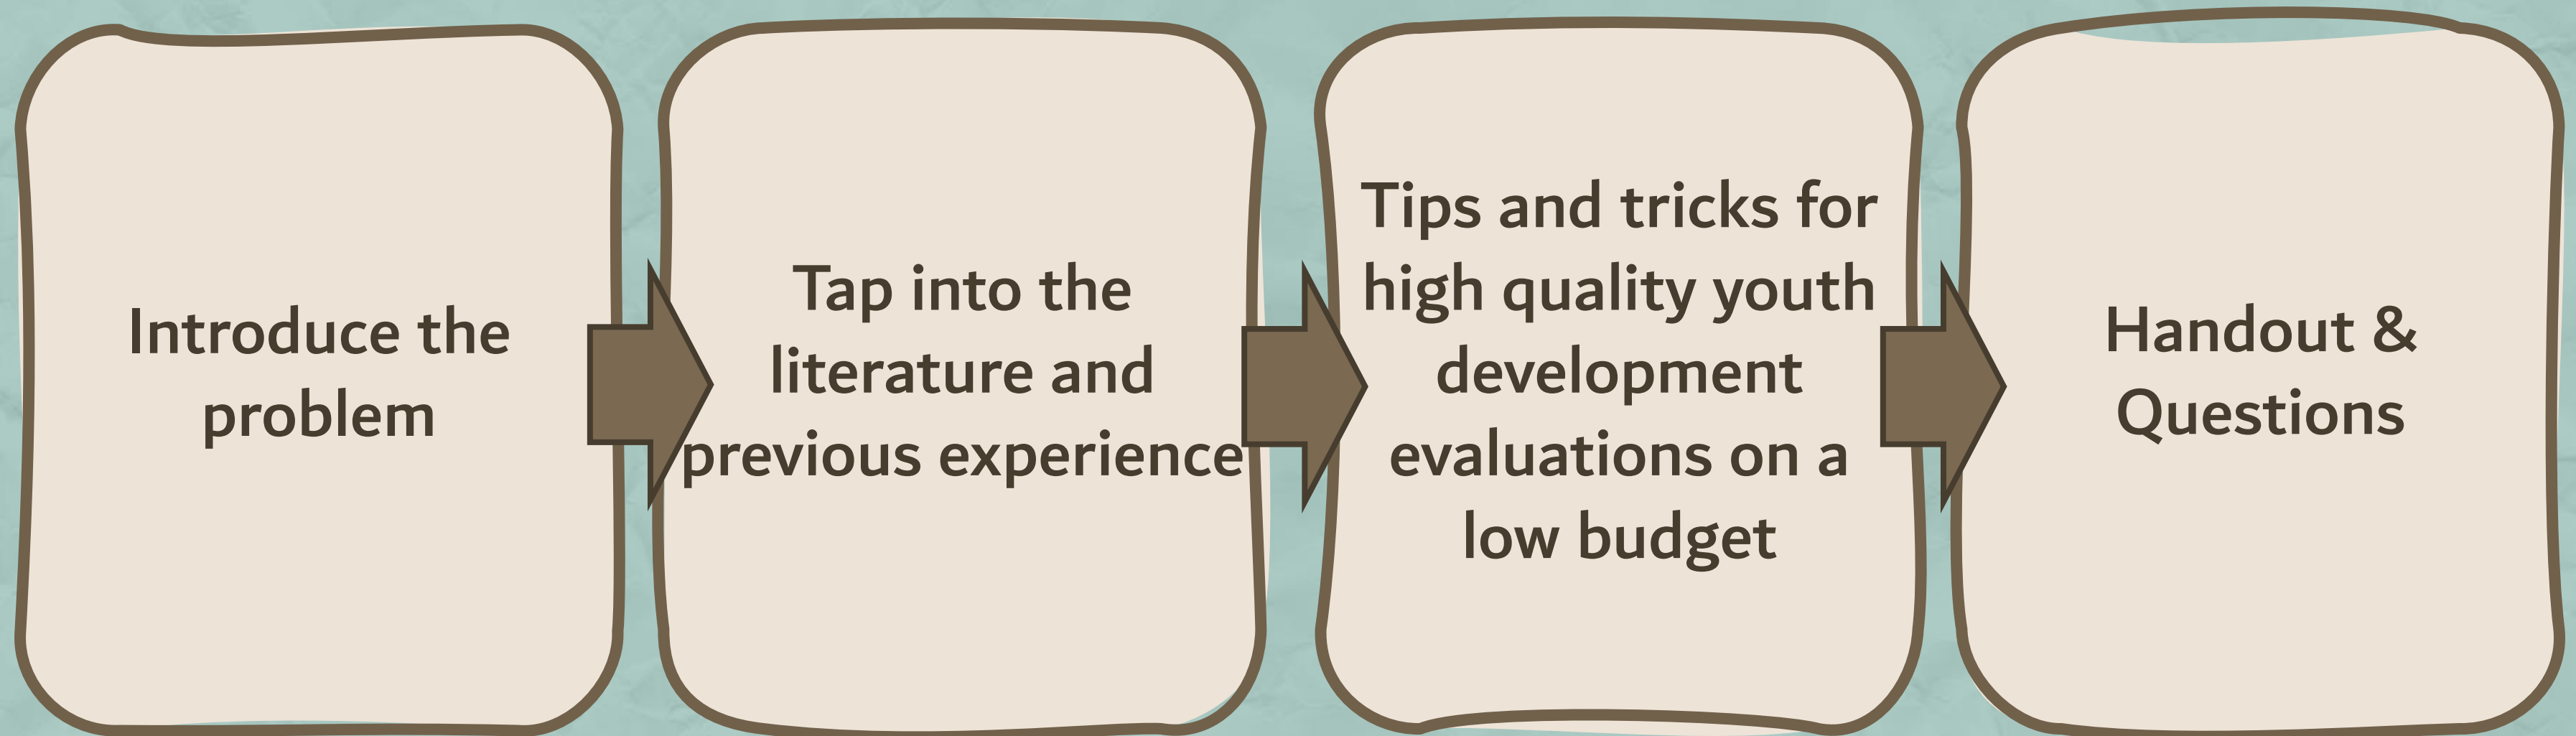 Introduce the
problem
Tap into the
literature and
previous experience
Tips and tricks for
high quality youth
development
evaluations on a
low budget
Handout &
Questions